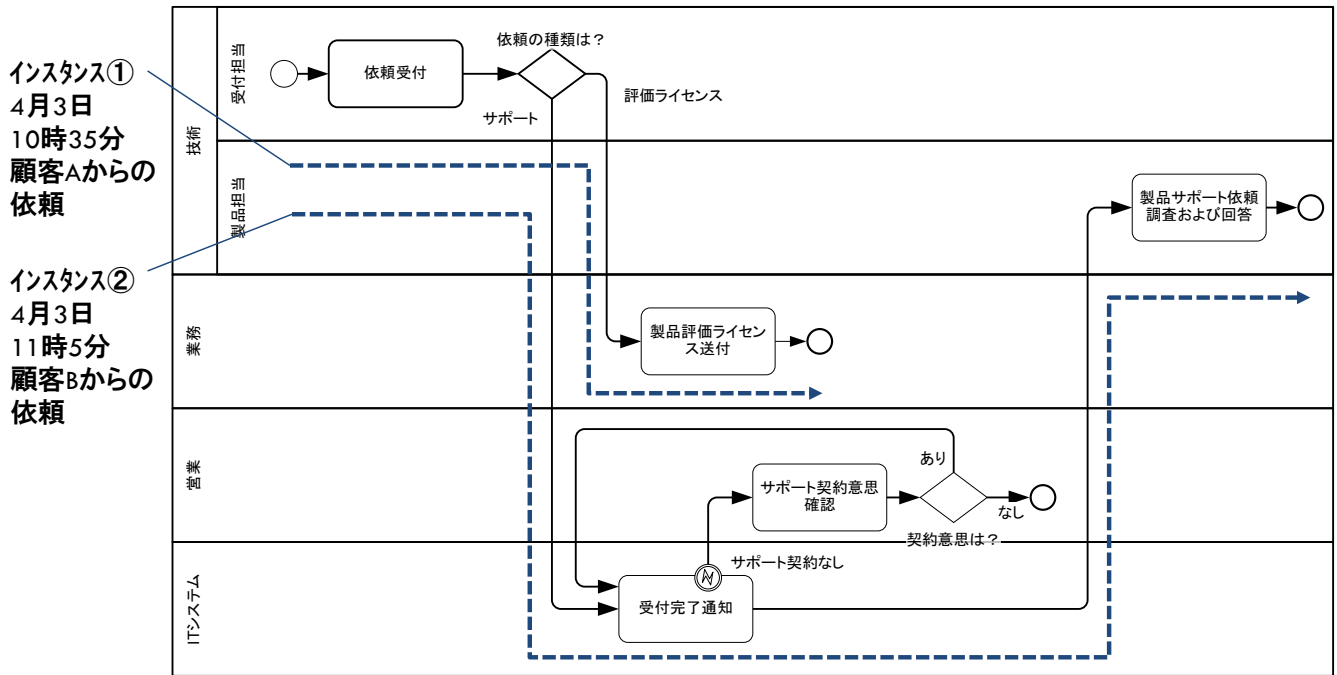 インスタンス①
4月3日
10時35分
顧客Aからの
依頼
インスタンス②
4月3日
11時5分
顧客Bからの
依頼
技術
受付担当
依頼受付
依頼の種類は？
サポート
評価ライセンス
製品担当
製品サポート依頼
調査および回答
業務
製品評価ライセン
ス送付
営業
サポート契約意思
確認
あり
なし
契約意思は？
ITシステム
サポート契約なし
受付完了通知